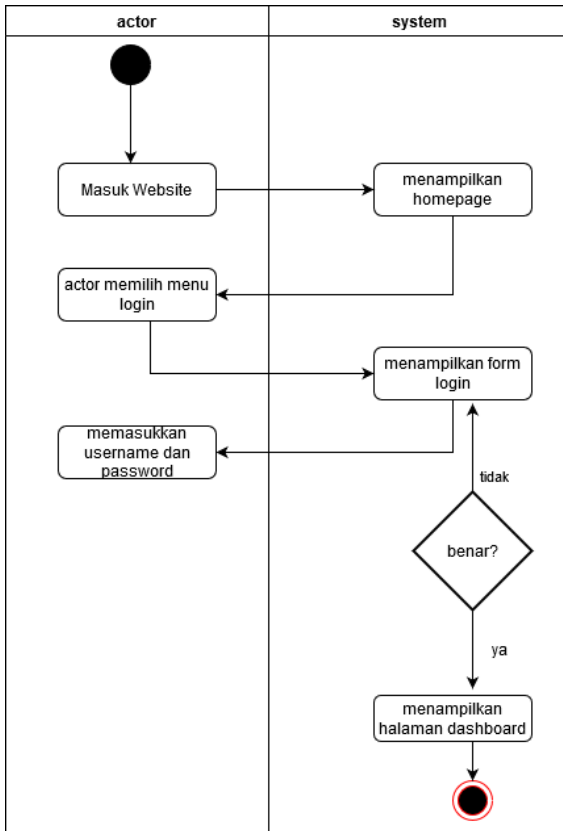 actor
system
Masuk Website
menampilkan
homepage
actor memilih menu
login
menampilkan form
login
memasukkan
username dan
password
tidak
benar?
ya
menampilkan
halaman dashboard